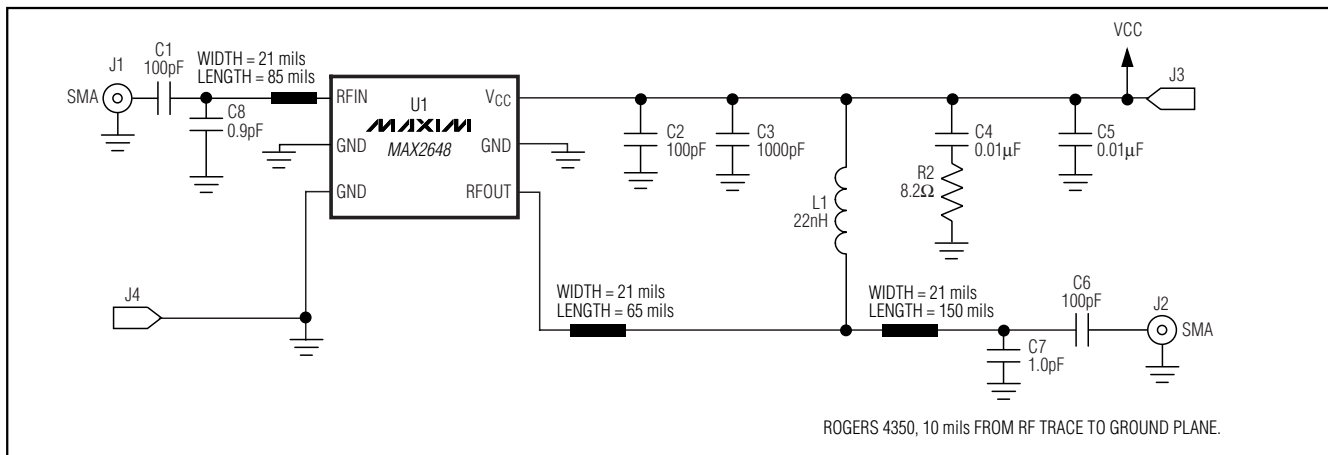 J1
SMA
C1
100pF
WIDTH = 21 mils
LENGTH = 85 mils
C8
0.9pF
RFIN
U1
MAXIM
MAX2648
VCC
GND
GND
GND
RFOUT
J4
C2
100pF
C3
1000pF
L1
22nH
C4
0.01µF
R2
8.2Ω
C5
0.01µF
VCC
J3
WIDTH = 21 mils
LENGTH = 65 mils
WIDTH = 21 mils
LENGTH = 150 mils
C6
100pF
J2
SMA
C7
1.0pF
ROGERS 4350, 10 mils FROM RF TRACE TO GROUND PLANE.